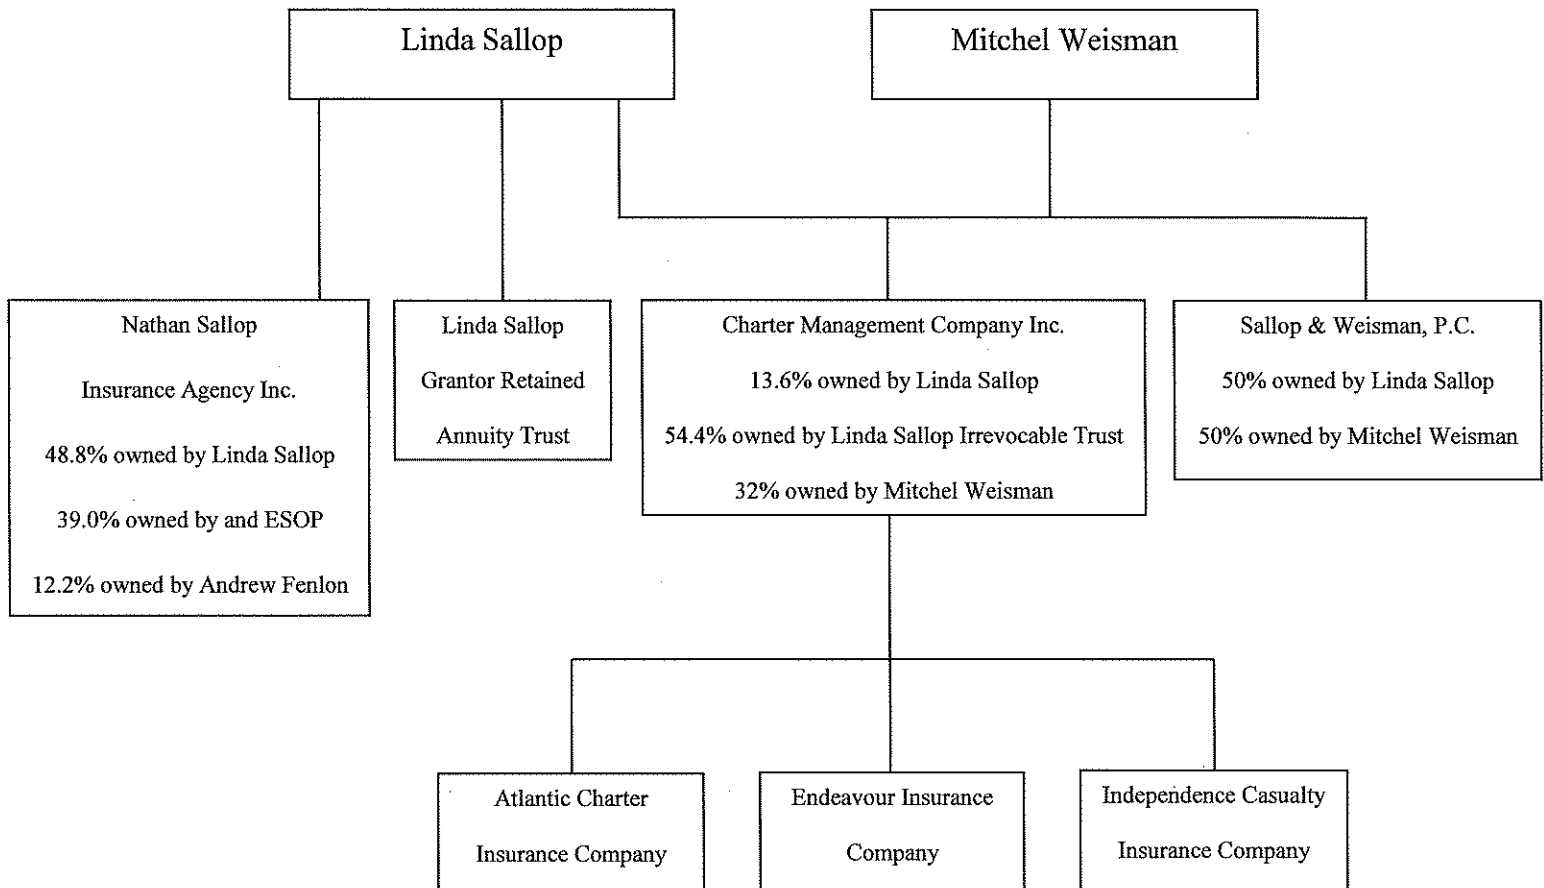 Linda Sallop
Mitchel Weisman
Nathan Sallop
Insurance Agency Inc.
48.8% owned by Linda Sallop
39.0% owned by and ESOP
12.2% owned by Andrew Fenlon
Linda Sallop
Grantor Retained
Annuity Trust
Charter Management Company Inc.
13.6% owned by Linda Sallop
54.4% owned by Linda Sallop Irrevocable Trust
32% owned by Mitchel Weisman
Sallop & Weisman, P.C.
50% owned by Linda Sallop
50% owned by Mitchel Weisman
Atlantic Charter
Insurance Company
Endeavour Insurance
Company
Independence Casualty
Insurance Company